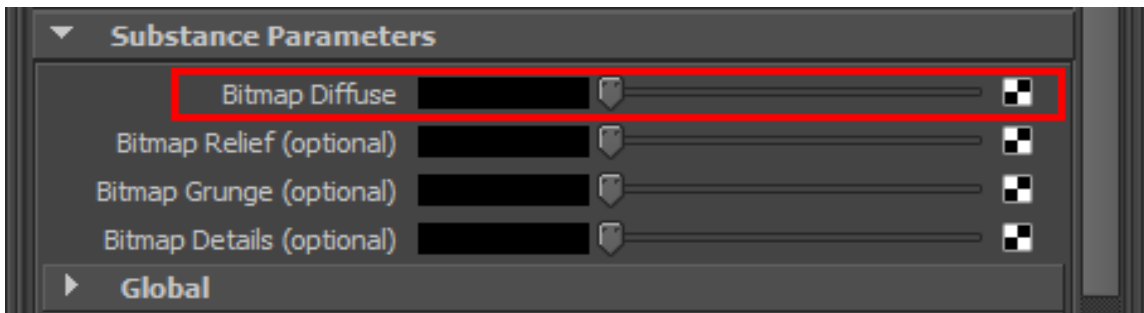 Substance Parameters
Bitmap Diffuse
Bitmap Relief (optional)
Bitmap Grunge (optional)
Bitmap Details (optional)
Global